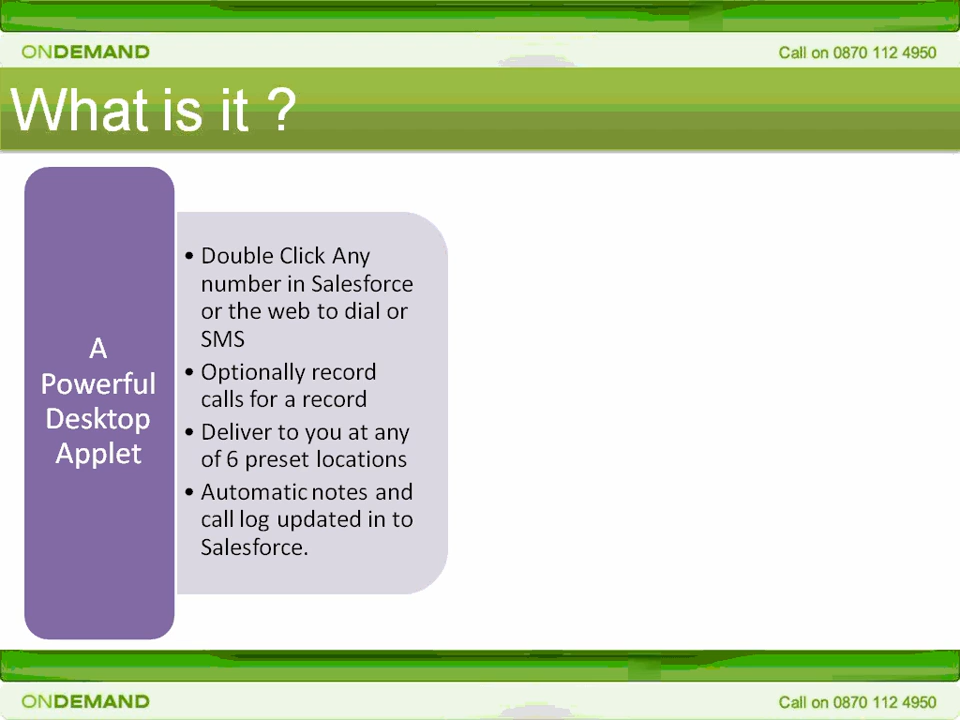 ONDEMAND
Call on 0870 112 4950
What is it ?
A
Powerful
Desktop
Applet
• Double Click Any
number in Salesforce
or the web to dial or
SMS
• Optionally record
calls for a record
• Deliver to you at any
of 6 preset locations
• Automatic notes and
call log updated in to
Salesforce.
ONDEMAND
Call on 0870 112 4950